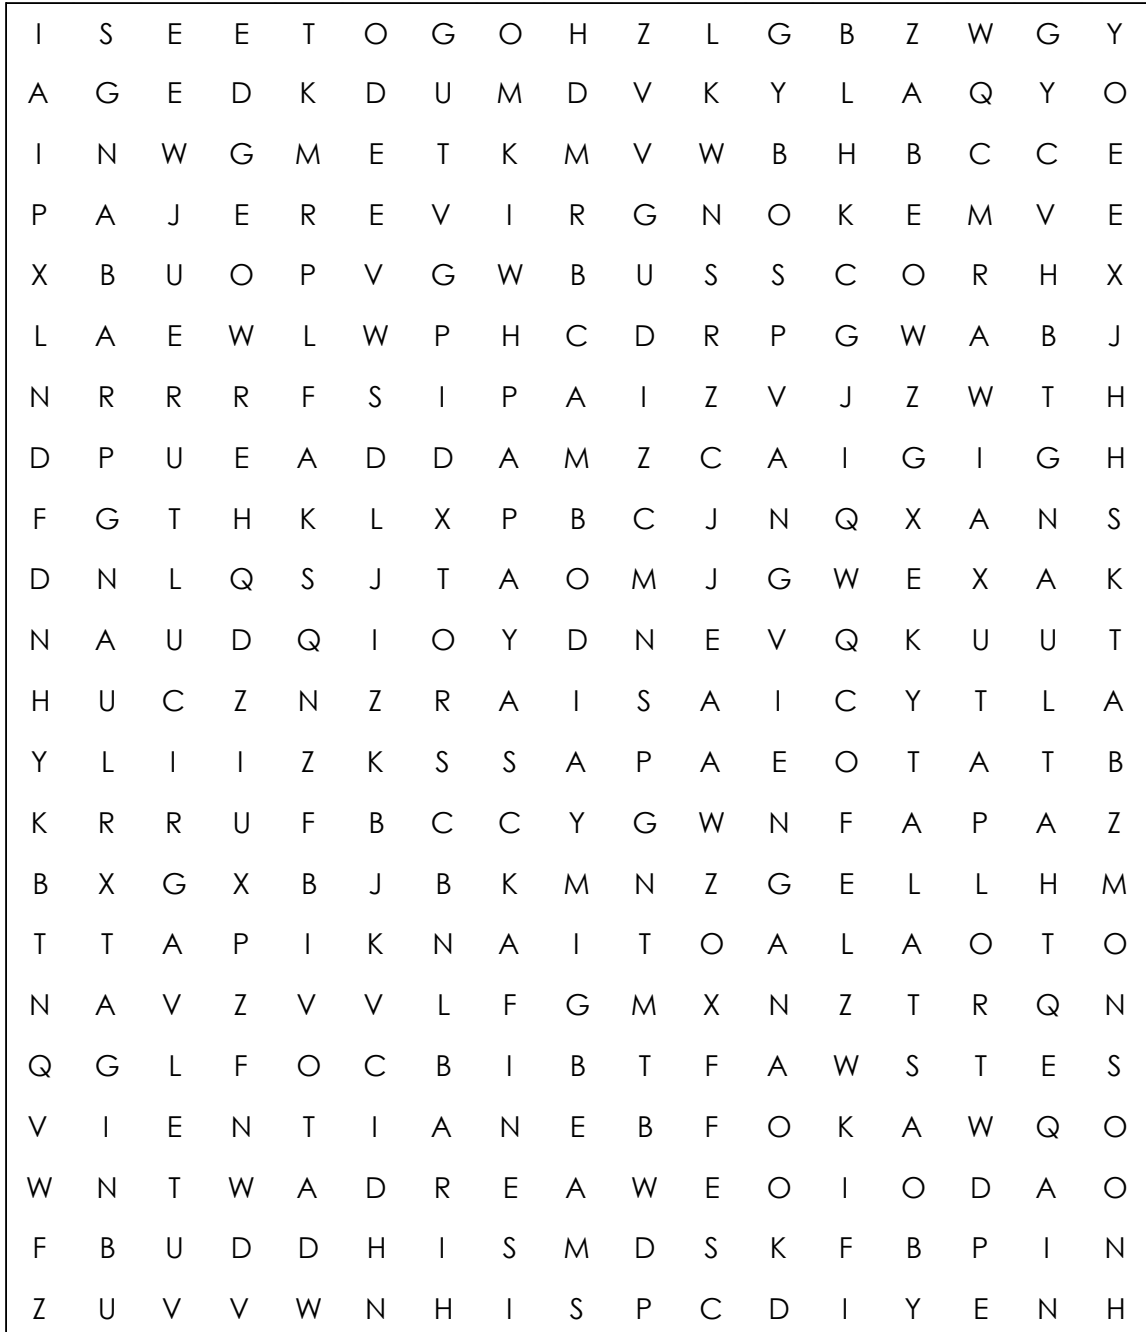 I S E E T O G O H Z L G B Z W G Y
A G E D K D U M D V K Y L A Q Y O
I N W G M E T K M V W B H B C C E
P A J E R E V I R G N O K E M V E
X B U O P V G W B U S S C O R H X
L A E W L W P H C D R P G W A B J
N R R R F S I P A I Z V J Z W T H
D P U E A D D A M Z C A I G I G H
F G T H K L X P B C J N Q X A N S
D N L Q S J T A O M J G W E X A K
N A U D Q I O Y D N E V Q K U U T
H U C Z N Z R A I S A I C Y T L A
Y L I I Z K S S A P A E O T A T B
K R R U F B C C Y G W N F A P A Z
B X G X B J B K M N Z G E L L H M
T T A P I K N A I T O A L A O T O
N A V Z V V L F G M X N Z T R Q N
Q G L F O C B I B T F A W S T E S
V I E N T I A N E B F O K A W Q O
W N T W A D R E A W E O I O D A O
F B U D D H I S M D S K F B P I N
Z U V V W N H I S P C D I Y E N H